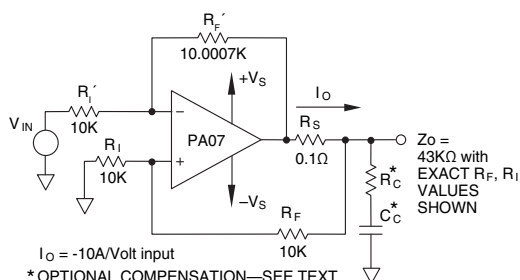 R_F'
10.0007K
+V_S
I_O
R_I'
10K
V_IN
−
PA07
+
R_I
10K
R_S
0.1Ω
−V_S
R_F
10K
Zo =
43KΩ with
EXACT R_F, R_I
VALUES
SHOWN
R_C*
C_C*
I_O = -10A/Volt input
* OPTIONAL COMPENSATION—SEE TEXT